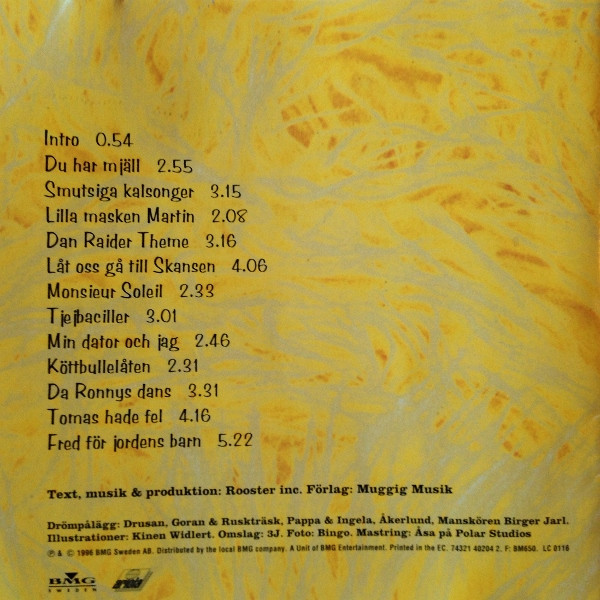 Intro 0.54
Du har mjäll 2.55
Smutsiga kalsonger 3.15
Lilla masken Martin 2.08
Dan Raider Theme 3.16
Låt oss gå till Skansen 4.06
Monsieur Soleil 2.33
Tjejbaciller 3.01
Min dator och jag 2.46
Köttbullelåten 2.31
Da Ronnys dans 3.31
Tomas hade fel 4.16
Fred för jordens barn 5.22
Text, musik & produktion: Rooster inc. Förlag: Muggig Musik
Drömpålägg: Drusan, Goran & Ruskträsk, Pappa & Ingela, Åkerlund, Manskören Birger Jarl.
Illustrationer: Kinen Widlert. Omslag: 3J. Foto: Ringo. Mastring: Åsa på Polar Studios
℗ & © 1996 BMG Sweden AB. Distributed by the local BMG company. A Unit of BMG Entertainment. Printed in the EC. 74321 40204 2. F: BM650. LC 0116
BMG
SWEDEN